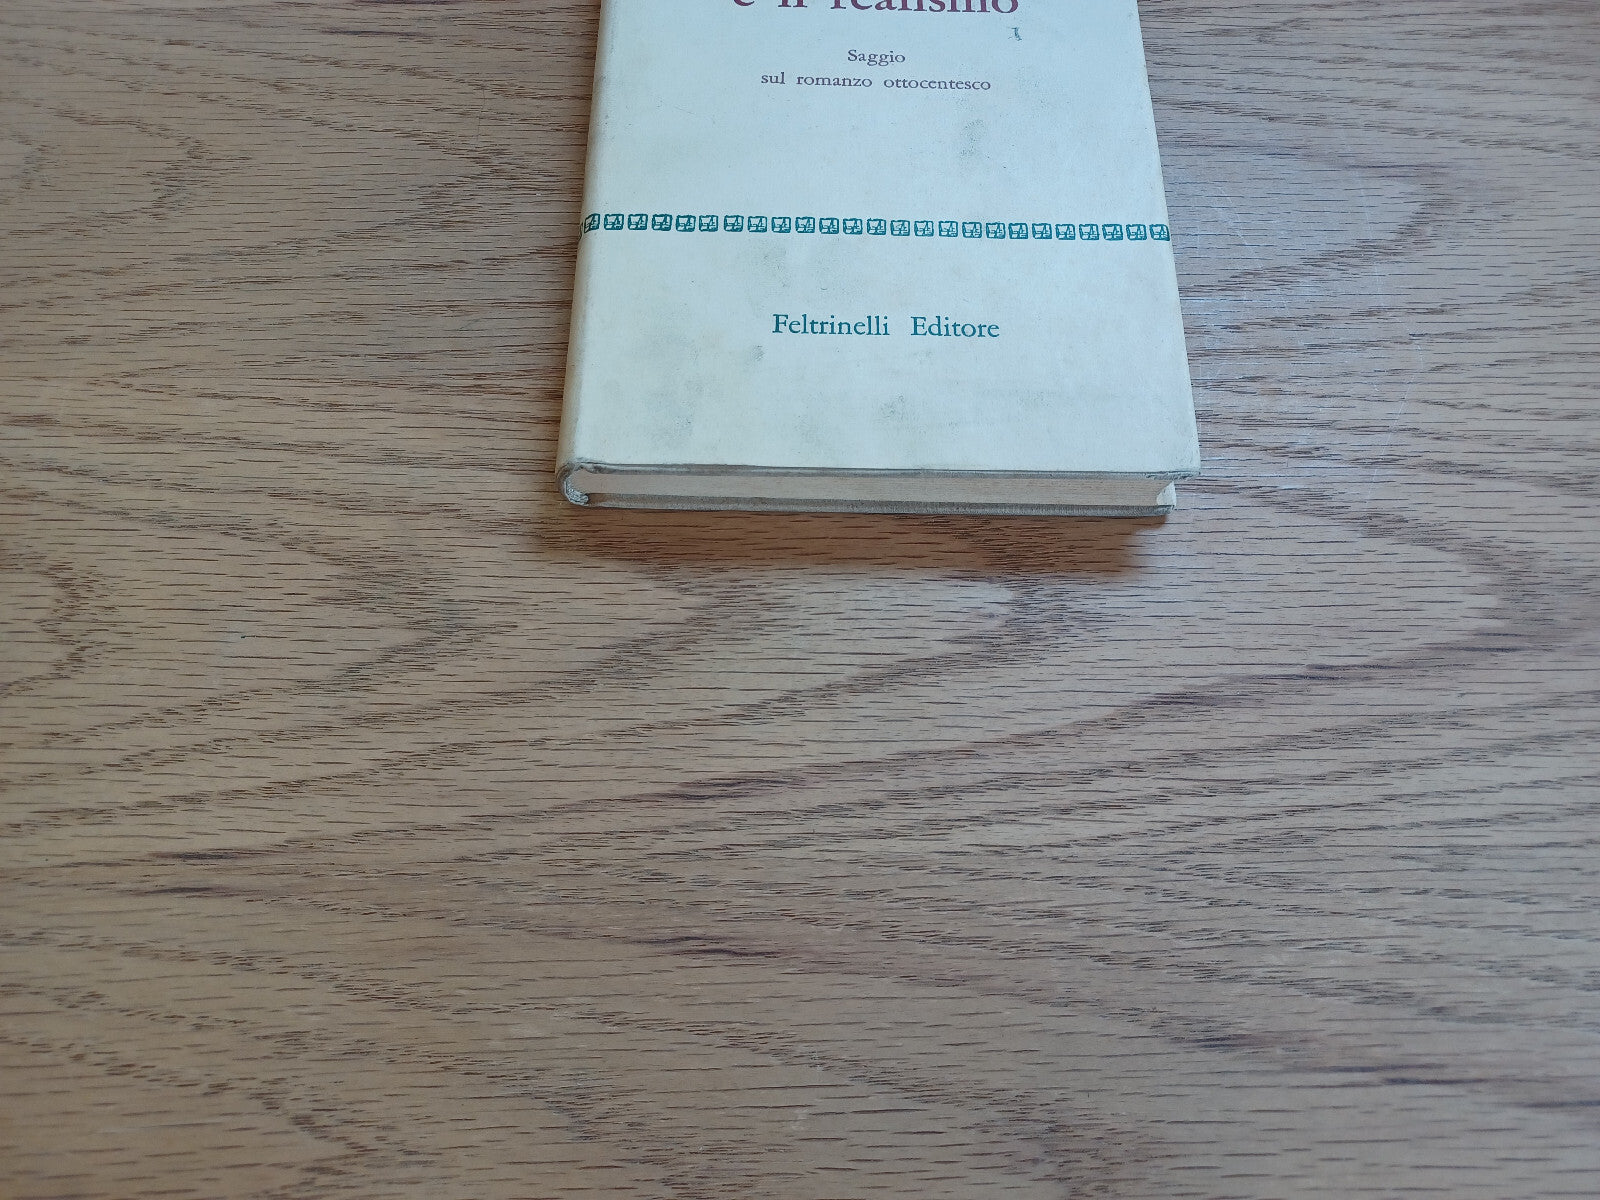 e il realismo
Saggio
sul romanzo ottocentesco
Feltrinelli Editore